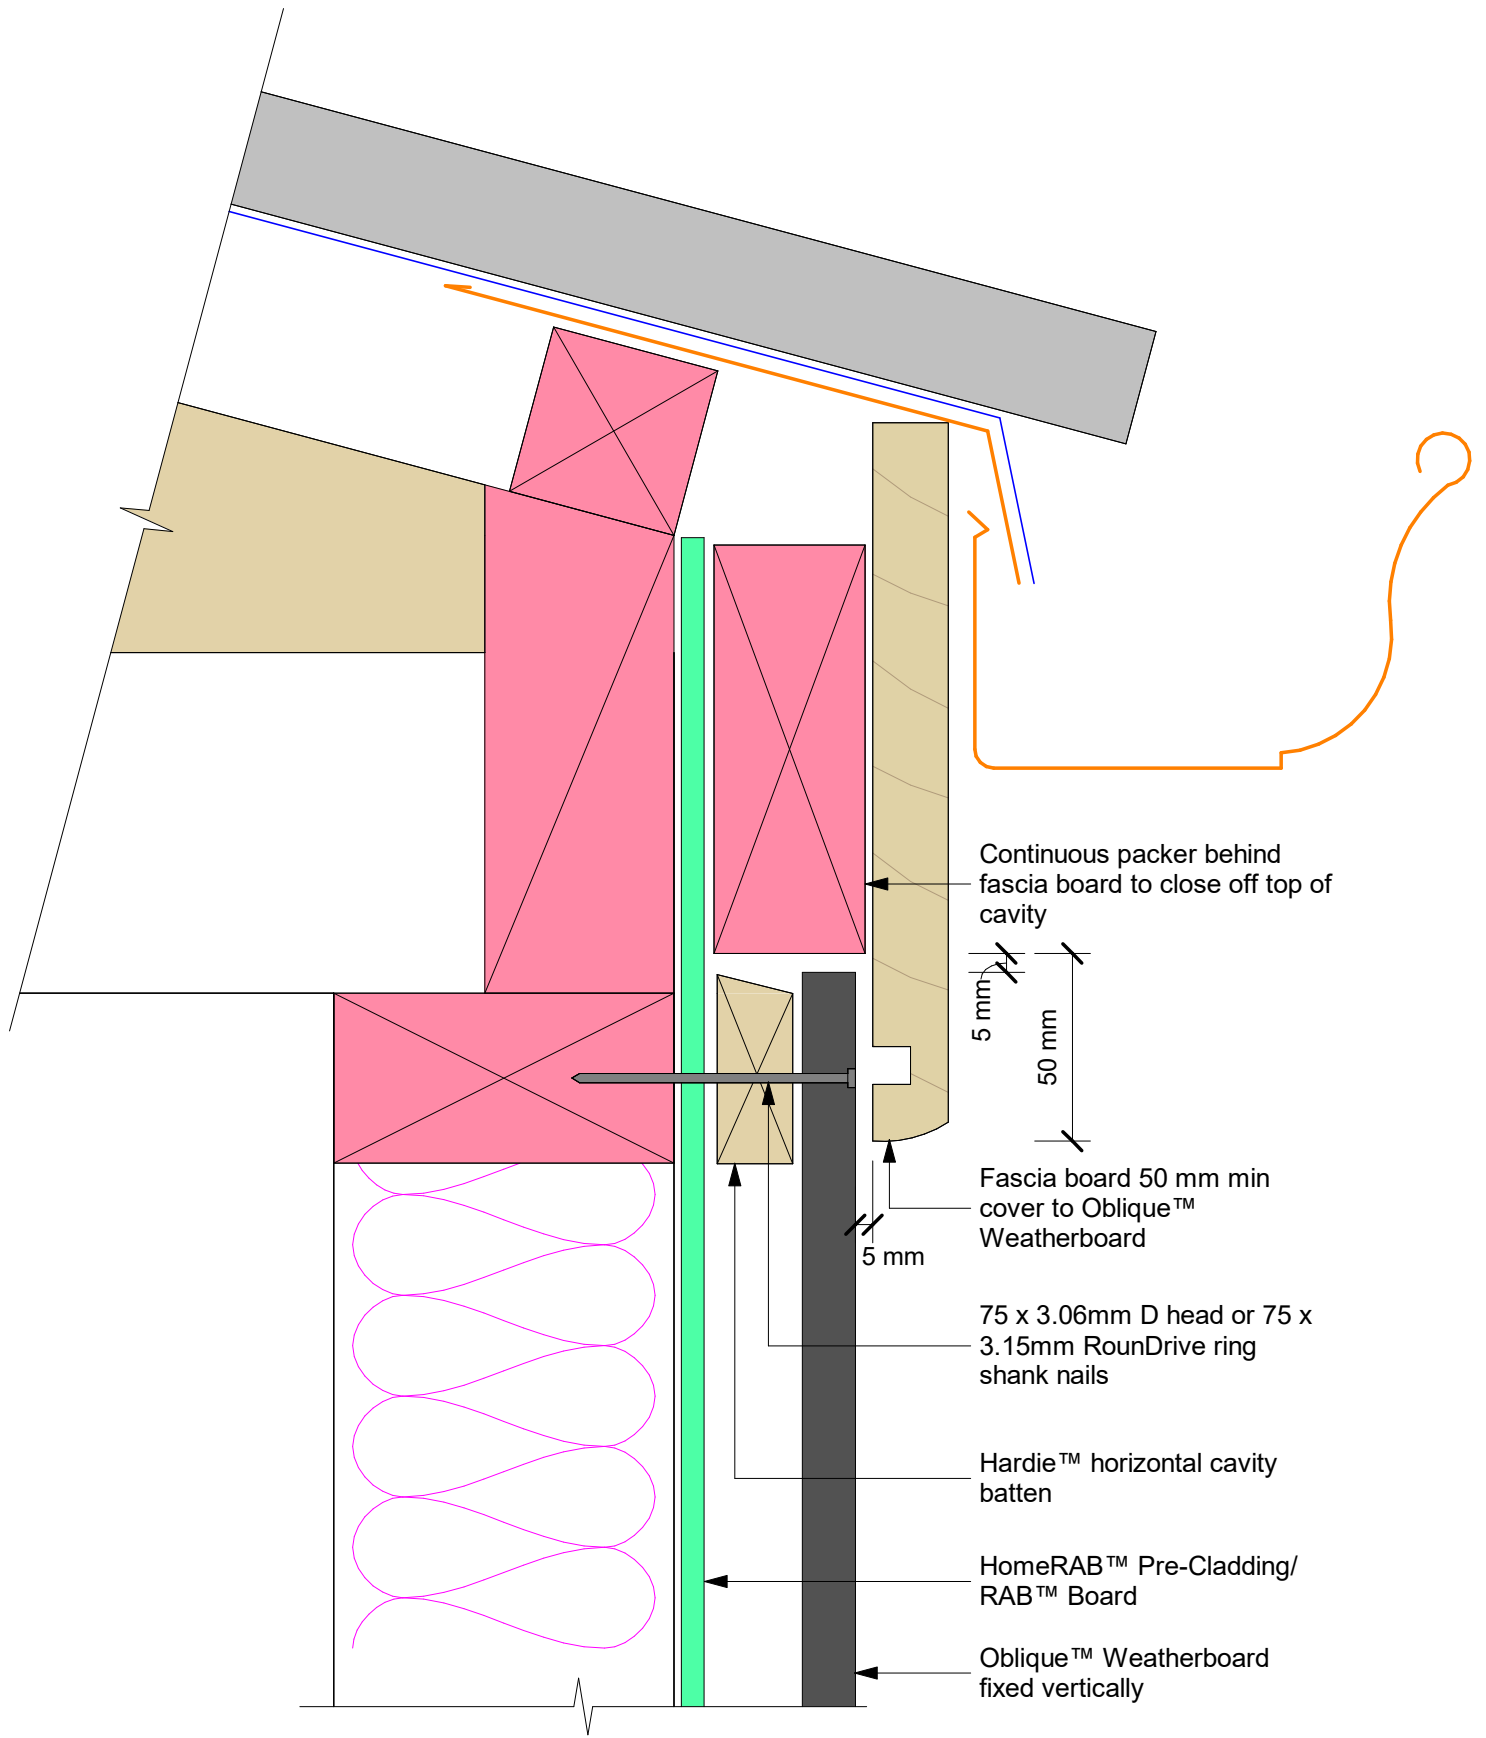 Continuous packer behind
fascia board to close off top of
cavity
5 mm
50 mm
Fascia board 50 mm min
cover to Oblique™
Weatherboard
5 mm
75 x 3.06mm D head or 75 x
3.15mm RounDrive ring
shank nails
Hardie™ horizontal cavity
batten
HomeRAB™ Pre-Cladding/
RAB™ Board
Oblique™ Weatherboard
fixed vertically